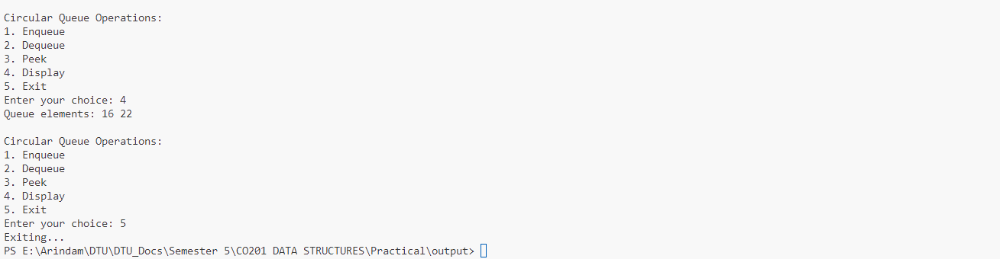 Circular Queue Operations:
1. Enqueue
2. Dequeue
3. Peek
4. Display
5. Exit
Enter your choice: 4
Queue elements: 16 22
Circular Queue Operations:
1. Enqueue
2. Dequeue
3. Peek
4. Display
5. Exit
Enter your choice: 5
Exiting...
PS E:\Arindam\DTU\DTU_Docs\Semester 5\CO201 DATA STRUCTURES\Practical\output>